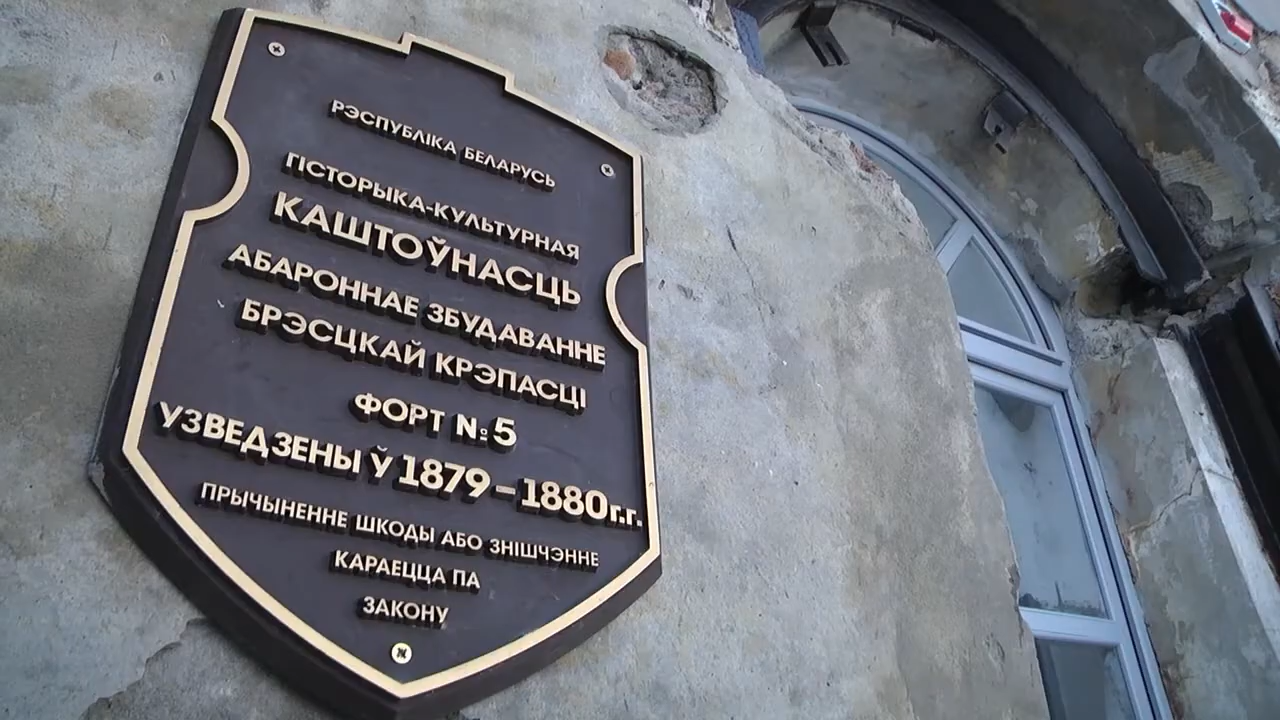 РЭСПУБЛІКА БЕЛАРУСЬ
ГІСТОРЫКА-КУЛЬТУРНАЯ
КАШТОЎНАСЦЬ
АБАРОННАЕ ЗБУДАВАННЕ
БРЭСЦКАЙ КРЭПАСЦІ
ФОРТ №5
УЗВЕДЗЕНЫ Ў 1879–1880г.г.
ПРЫЧЫНЕННЕ ШКОДЫ АБО ЗНІШЧЭННЕ
КАРАЕЦЦА ПА
ЗАКОНУ